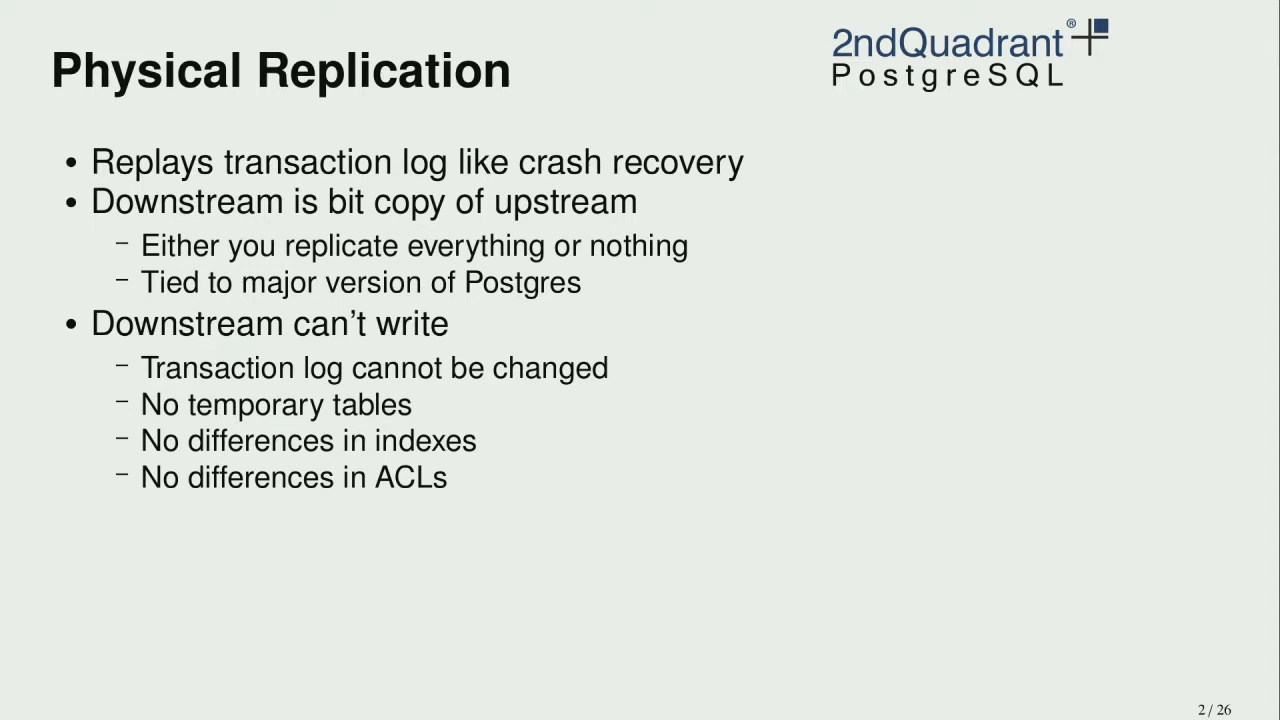 2ndQuadrant®
PostgreSQL
Physical Replication
• Replays transaction log like crash recovery
• Downstream is bit copy of upstream
– Either you replicate everything or nothing
– Tied to major version of Postgres
• Downstream can't write
– Transaction log cannot be changed
– No temporary tables
– No differences in indexes
– No differences in ACLs
2 / 26